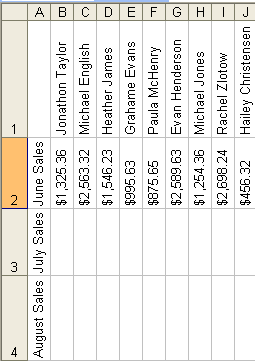 A B C D E F G H I J
1 Jonathon Taylor Michael English Heather James Grahame Evans Paula McHenry Evan Henderson Michael Jones Rachel Zlotow Hailey Christensen
2 June Sales $1,325.36 $2,563.32 $1,546.23 $995.63 $875.65 $2,589.63 $1,254.36 $2,698.24 $456.32
3 July Sales
4 August Sales